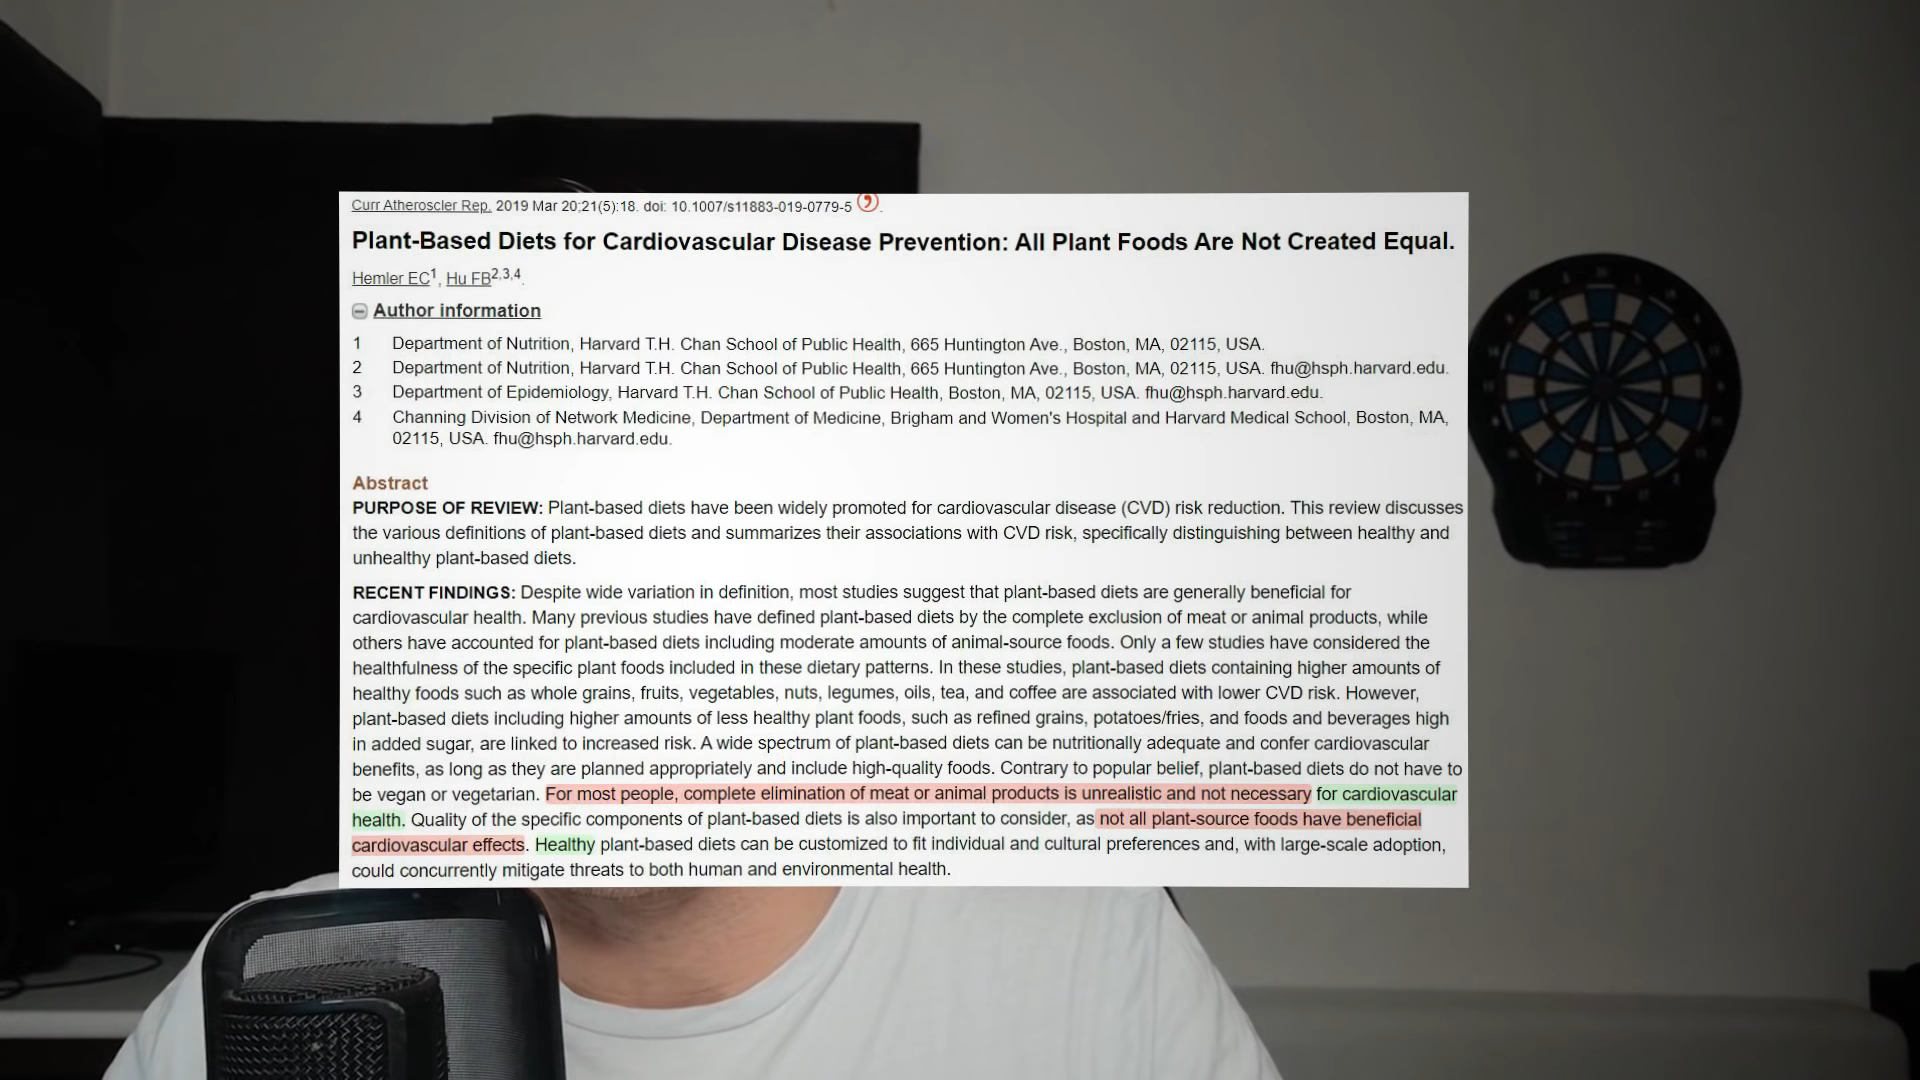 Curr Atheroscler Rep. 2019 Mar 20;21(5):18. doi: 10.1007/s11883-019-0779-5 .
Plant-Based Diets for Cardiovascular Disease Prevention: All Plant Foods Are Not Created Equal.
Hemler EC1, Hu FB2,3,4.
Author information
1 Department of Nutrition, Harvard T.H. Chan School of Public Health, 665 Huntington Ave., Boston, MA, 02115, USA.
2 Department of Nutrition, Harvard T.H. Chan School of Public Health, 665 Huntington Ave., Boston, MA, 02115, USA. fhu@hsph.harvard.edu.
3 Department of Epidemiology, Harvard T.H. Chan School of Public Health, Boston, MA, 02115, USA. fhu@hsph.harvard.edu.
4 Channing Division of Network Medicine, Department of Medicine, Brigham and Women's Hospital and Harvard Medical School, Boston, MA,
02115, USA. fhu@hsph.harvard.edu.
Abstract
PURPOSE OF REVIEW: Plant-based diets have been widely promoted for cardiovascular disease (CVD) risk reduction. This review discusses
the various definitions of plant-based diets and summarizes their associations with CVD risk, specifically distinguishing between healthy and
unhealthy plant-based diets.
RECENT FINDINGS: Despite wide variation in definition, most studies suggest that plant-based diets are generally beneficial for
cardiovascular health. Many previous studies have defined plant-based diets by the complete exclusion of meat or animal products, while
others have accounted for plant-based diets including moderate amounts of animal-source foods. Only a few studies have considered the
healthfulness of the specific plant foods included in these dietary patterns. In these studies, plant-based diets containing higher amounts of
healthy foods such as whole grains, fruits, vegetables, nuts, legumes, oils, tea, and coffee are associated with lower CVD risk. However,
plant-based diets including higher amounts of less healthy plant foods, such as refined grains, potatoes/fries, and foods and beverages high
in added sugar, are linked to increased risk. A wide spectrum of plant-based diets can be nutritionally adequate and confer cardiovascular
benefits, as long as they are planned appropriately and include high-quality foods. Contrary to popular belief, plant-based diets do not have to
be vegan or vegetarian. For most people, complete elimination of meat or animal products is unrealistic and not necessary for cardiovascular
health. Quality of the specific components of plant-based diets is also important to consider, as not all plant-source foods have beneficial
cardiovascular effects. Healthy plant-based diets can be customized to fit individual and cultural preferences and, with large-scale adoption,
could concurrently mitigate threats to both human and environmental health.